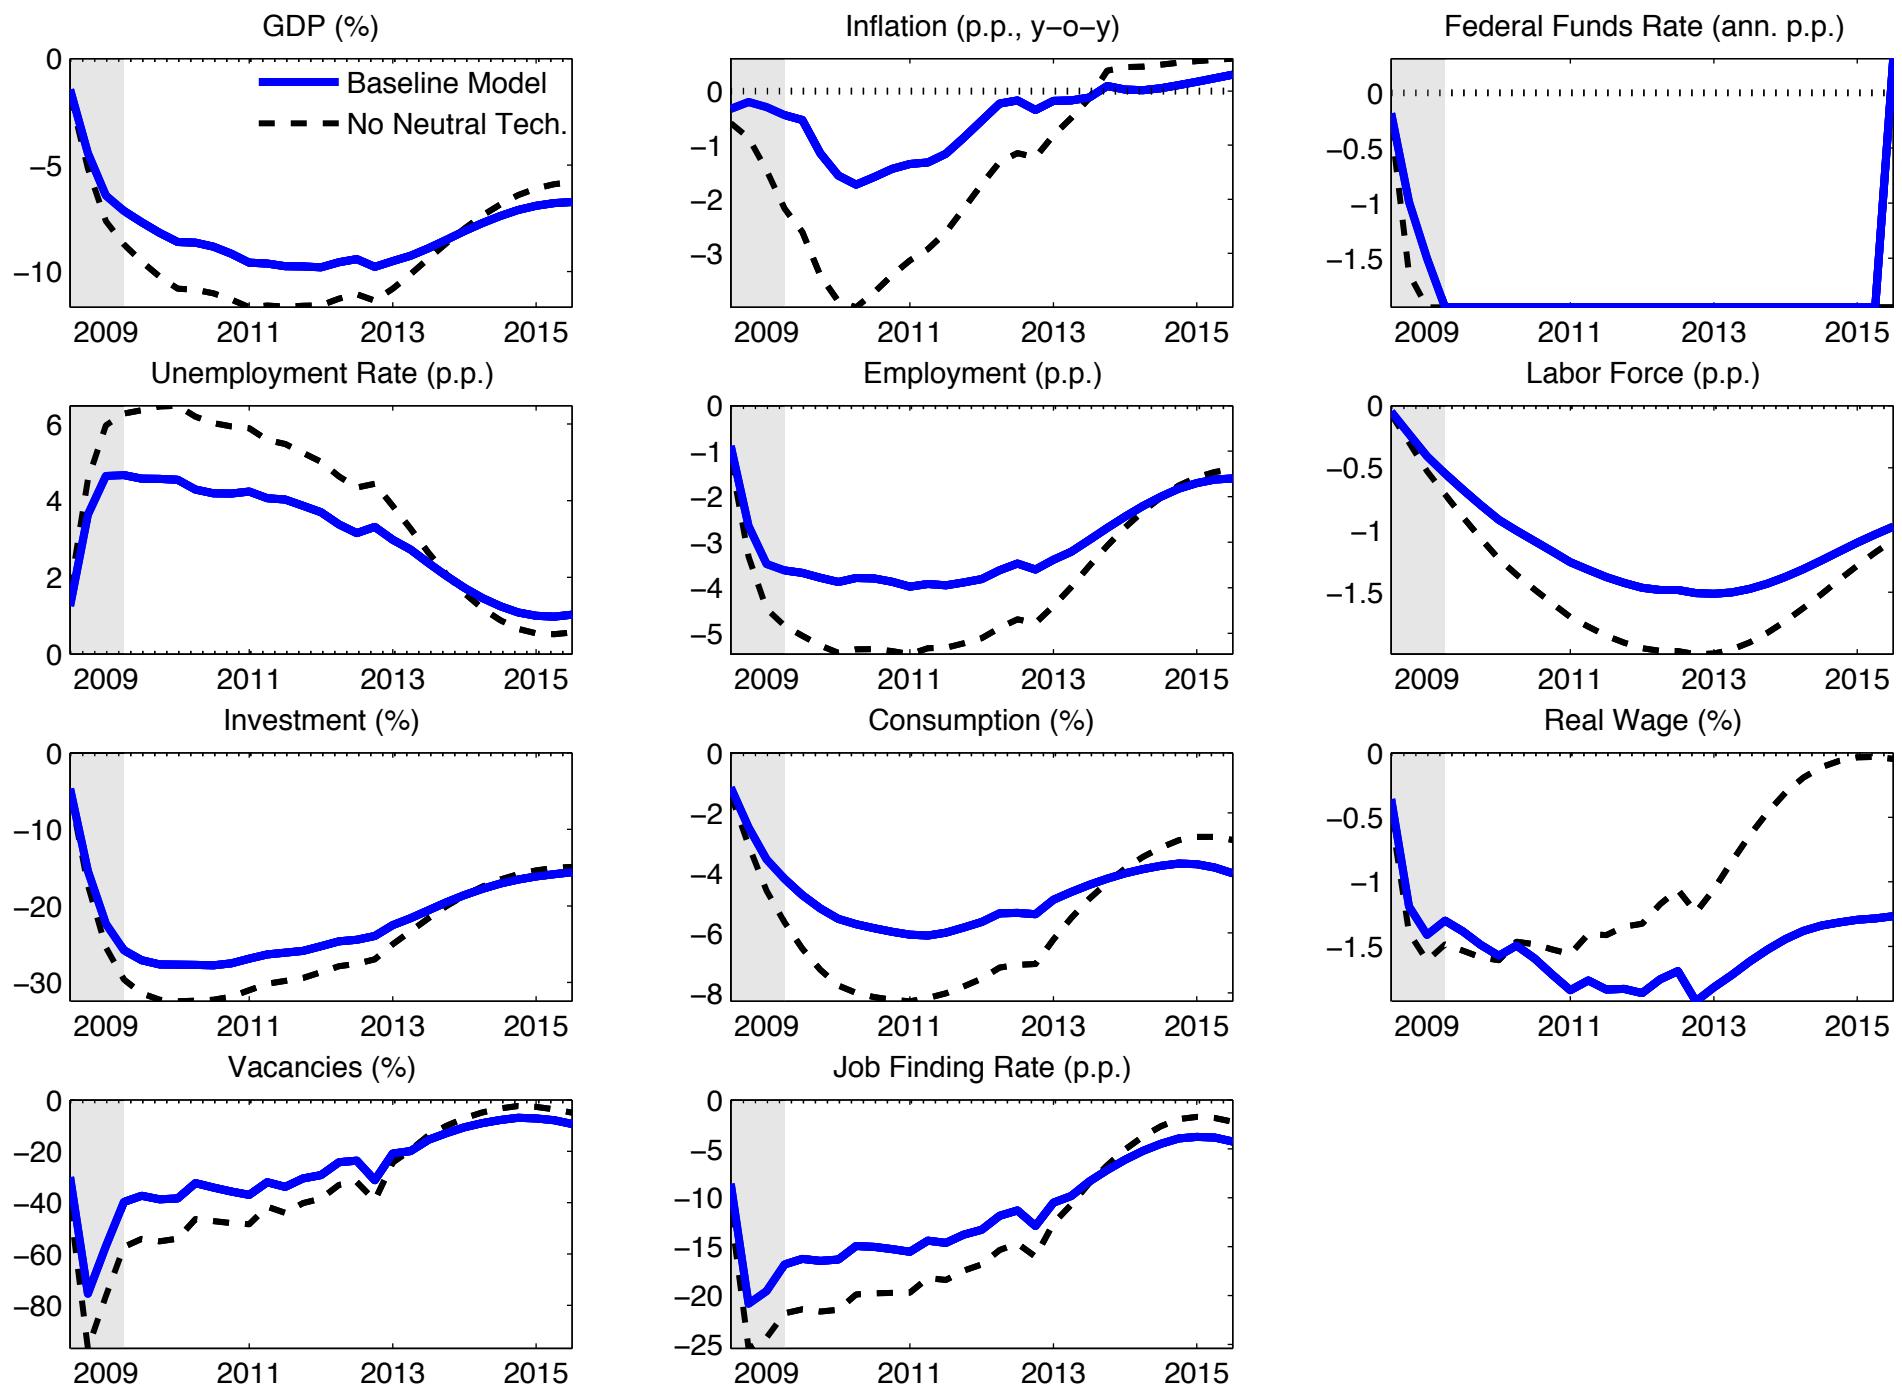 GDP (%)
0
−5
−10
2009 2011 2013 2015
Baseline Model
No Neutral Tech.
Inflation (p.p., y−o−y)
0
−1
−2
−3
2009 2011 2013 2015
Federal Funds Rate (ann. p.p.)
0
−0.5
−1
−1.5
2009 2011 2013 2015
Unemployment Rate (p.p.)
6
4
2
0
2009 2011 2013 2015
Employment (p.p.)
0
−1
−2
−3
−4
−5
2009 2011 2013 2015
Labor Force (p.p.)
0
−0.5
−1
−1.5
2009 2011 2013 2015
Investment (%)
0
−10
−20
−30
2009 2011 2013 2015
Consumption (%)
0
−2
−4
−6
−8
2009 2011 2013 2015
Real Wage (%)
0
−0.5
−1
−1.5
2009 2011 2013 2015
Vacancies (%)
0
−20
−40
−60
−80
2009 2011 2013 2015
Job Finding Rate (p.p.)
0
−5
−10
−15
−20
−25
2009 2011 2013 2015